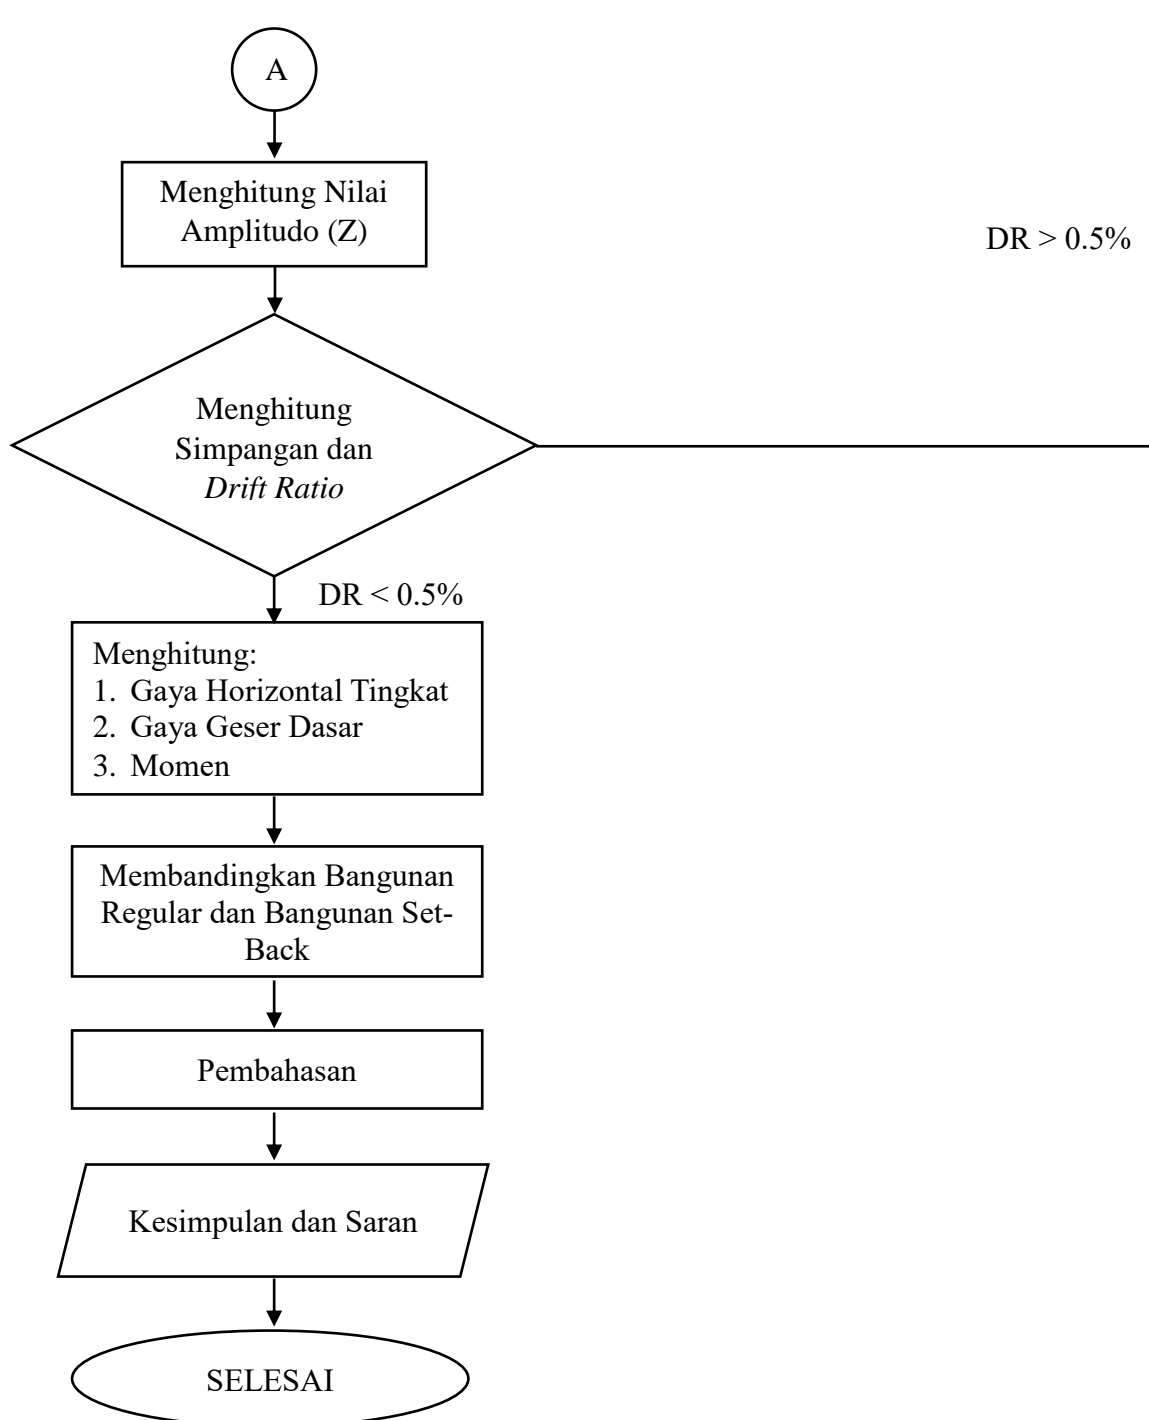 A
Menghitung Nilai
Amplitudo (Z)
DR > 0.5%
Menghitung
Simpangan dan
Drift Ratio
DR < 0.5%
Menghitung:
1. Gaya Horizontal Tingkat
2. Gaya Geser Dasar
3. Momen
Membandingkan Bangunan
Regular dan Bangunan Set-
Back
Pembahasan
Kesimpulan dan Saran
SELESAI